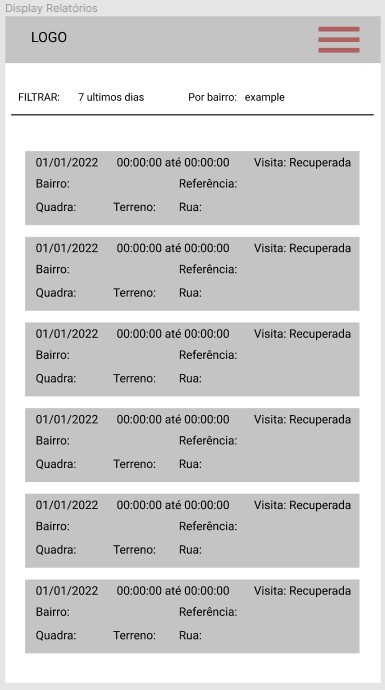 Display Relatórios
LOGO
FILTRAR: 7 ultimos dias Por bairro: example
01/01/2022 00:00:00 até 00:00:00 Visita: Recuperada
Bairro: Referência:
Quadra: Terreno: Rua:
01/01/2022 00:00:00 até 00:00:00 Visita: Recuperada
Bairro: Referência:
Quadra: Terreno: Rua:
01/01/2022 00:00:00 até 00:00:00 Visita: Recuperada
Bairro: Referência:
Quadra: Terreno: Rua:
01/01/2022 00:00:00 até 00:00:00 Visita: Recuperada
Bairro: Referência:
Quadra: Terreno: Rua:
01/01/2022 00:00:00 até 00:00:00 Visita: Recuperada
Bairro: Referência:
Quadra: Terreno: Rua:
01/01/2022 00:00:00 até 00:00:00 Visita: Recuperada
Bairro: Referência:
Quadra: Terreno: Rua: